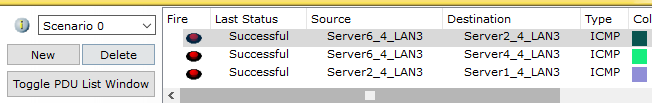 Fire Last Status Source Destination Type Col
Scenario 0
Successful Server6_4_LAN3 Server2_4_LAN3 ICMP
New Delete
Successful Server6_4_LAN3 Server4_4_LAN3 ICMP
Successful Server2_4_LAN3 Server1_4_LAN3 ICMP
Toggle PDU List Window